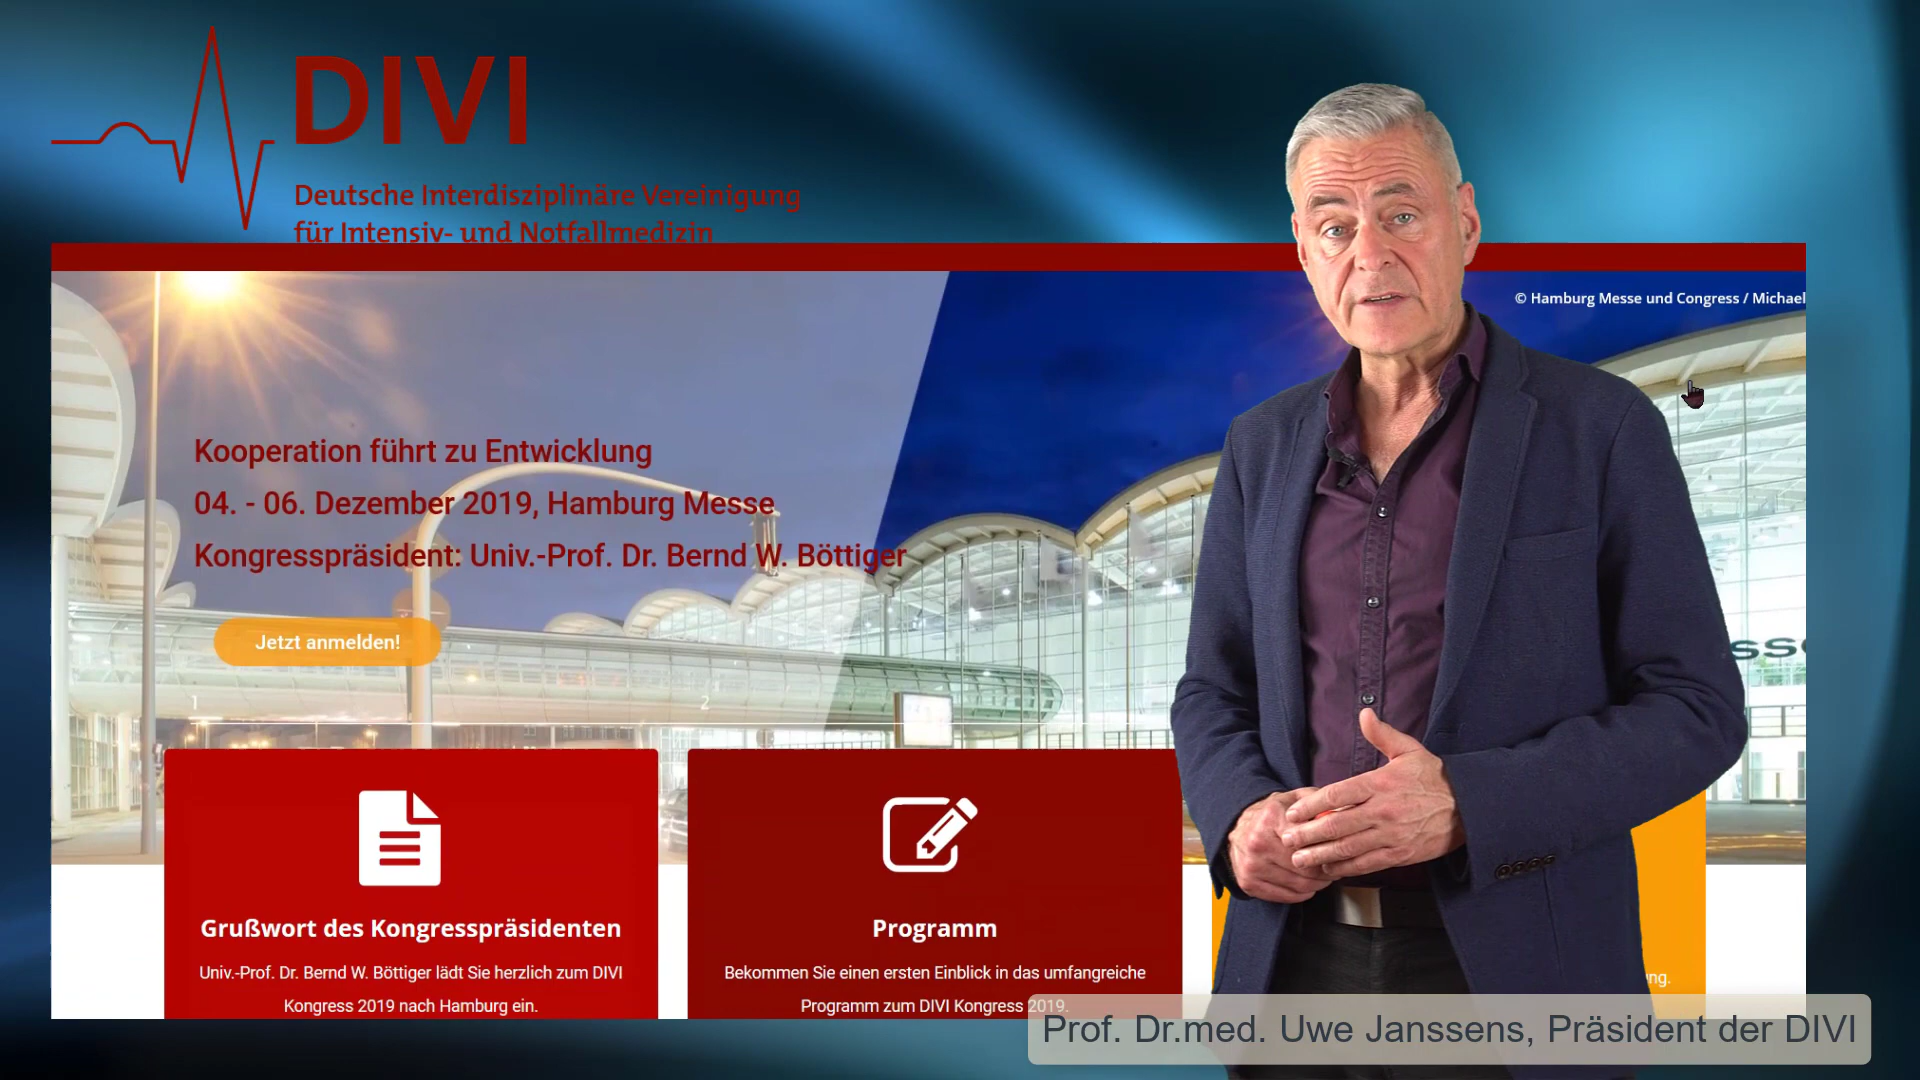 DIVI
Deutsche Interdisziplinäre Vereinigung
für Intensiv- und Notfallmedizin
© Hamburg Messe und Congress / Michael
Kooperation führt zu Entwicklung
04. - 06. Dezember 2019, Hamburg Messe
Kongresspräsident: Univ.-Prof. Dr. Bernd W. Böttiger
Jetzt anmelden!
1
2
Grußwort des Kongresspräsidenten
Univ.-Prof. Dr. Bernd W. Böttiger lädt Sie herzlich zum DIVI
Kongress 2019 nach Hamburg ein.
Programm
Bekommen Sie einen ersten Einblick in das umfangreiche
Programm zum DIVI Kongress 2019.
Prof. Dr.med. Uwe Janssens, Präsident der DIVI